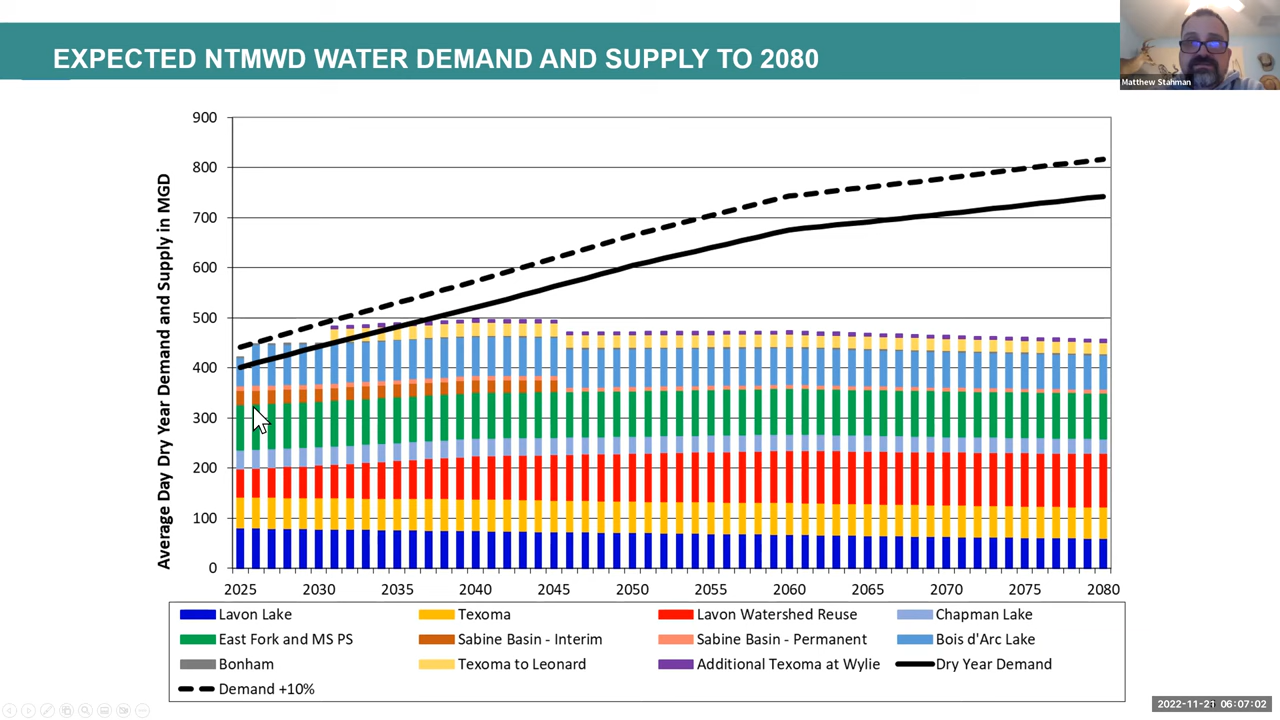 EXPECTED NTMWD WATER DEMAND AND SUPPLY TO 2080
Matthew Stahman
Average Day Dry Year Demand and Supply in MGD
900
800
700
600
500
400
300
200
100
0
2025 2030 2035 2040 2045 2050 2055 2060 2065 2070 2075 2080
Lavon Lake Texoma Lavon Watershed Reuse Chapman Lake
East Fork and MS PS Sabine Basin - Interim Sabine Basin - Permanent Bois d'Arc Lake
Bonham Texoma to Leonard Additional Texoma at Wylie Dry Year Demand
Demand +10%
06:07:02